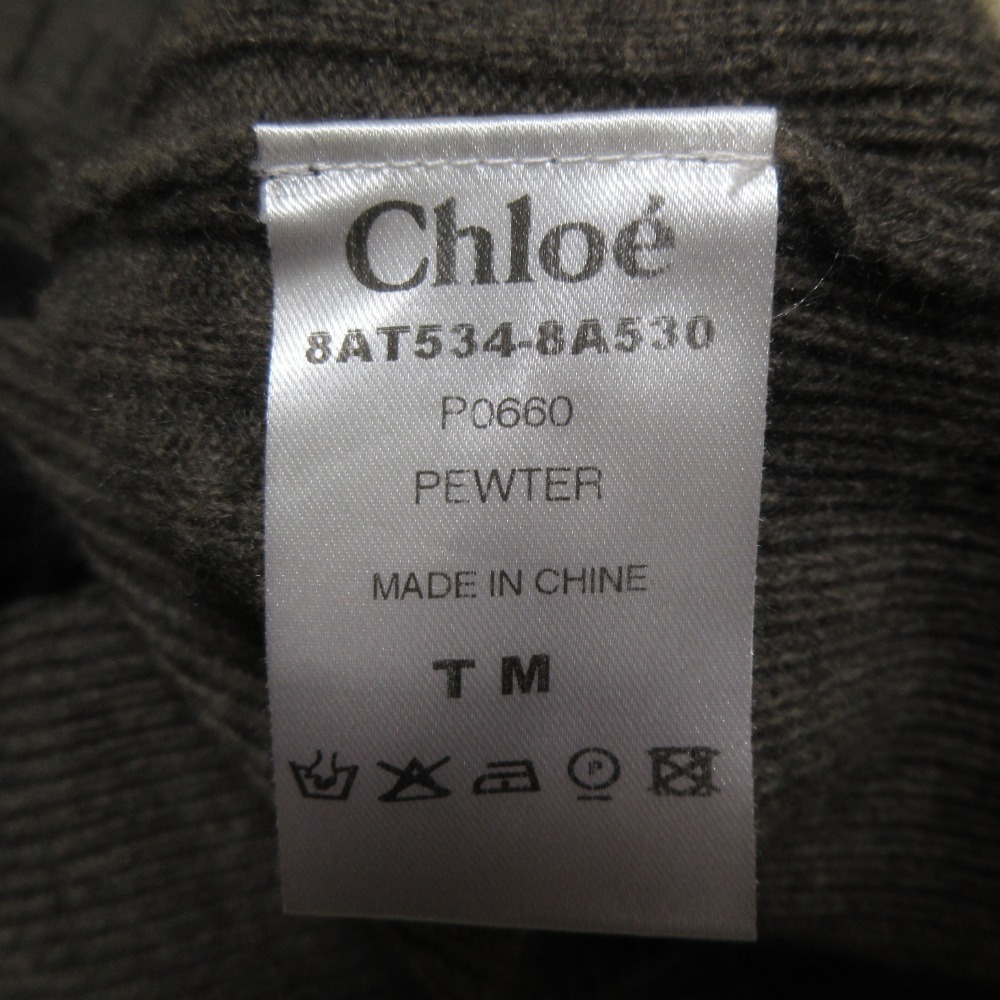 Chloé
8AT534-8A530
P0660
PEWTER
MADE IN CHINE
T M
P